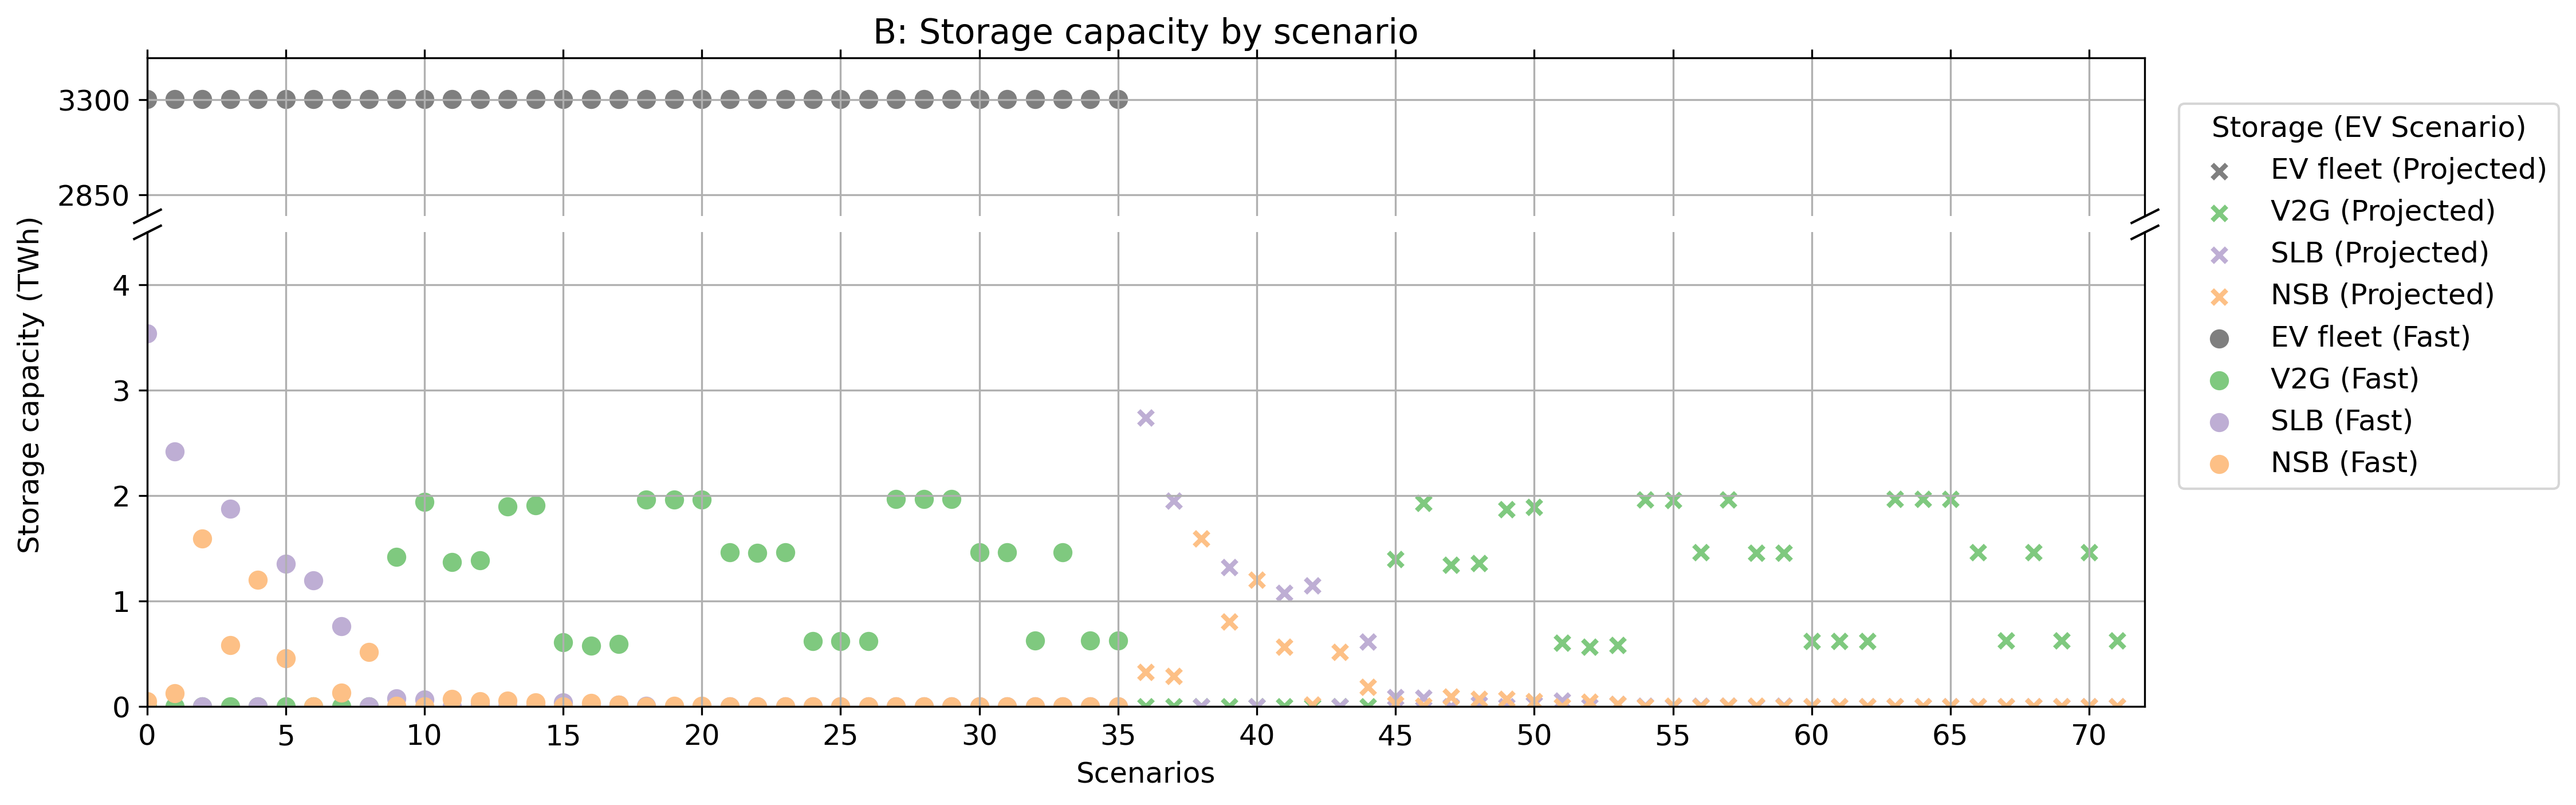 B: Storage capacity by scenario
3300
2850
4
3
2
1
0
Storage capacity (TWh)
0 5 10 15 20 25 30 35 40 45 50 55 60 65 70
Scenarios
Storage (EV Scenario)
EV fleet (Projected)
V2G (Projected)
SLB (Projected)
NSB (Projected)
EV fleet (Fast)
V2G (Fast)
SLB (Fast)
NSB (Fast)